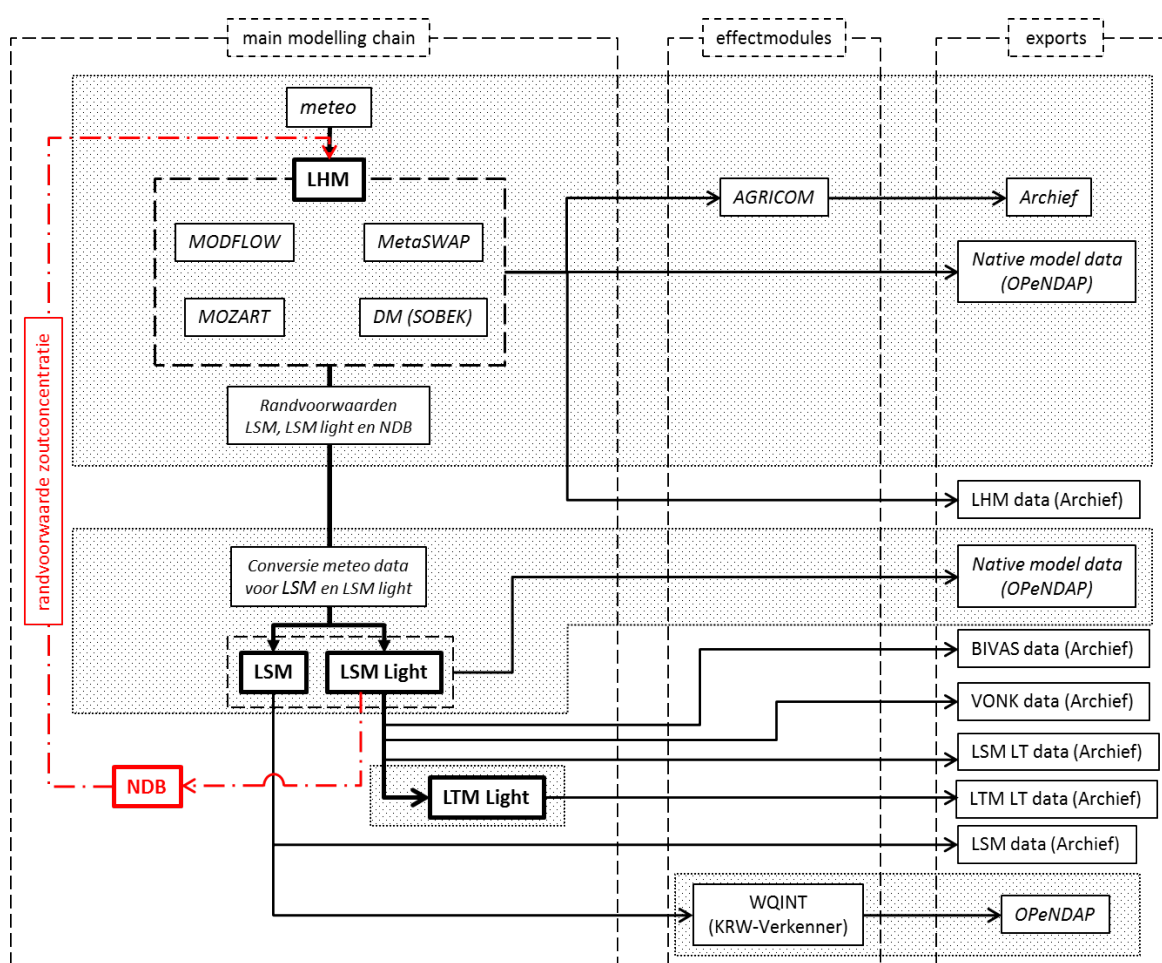 main modelling chain
effectmodules
exports
meteo
LHM
MODFLOW
MetaSWAP
MOZART
DM (SOBEK)
AGRICOM
Archief
Native model data
(OPeNDAP)
Randvoorwaarden
LSM, LSM light en NDB
randvoorwaarde zoutconcentratie
LHM data (Archief)
Conversie meteo data
voor LSM en LSM light
Native model data
(OPeNDAP)
LSM
LSM Light
BIVAS data (Archief)
VONK data (Archief)
LSM LT data (Archief)
NDB
LTM Light
LTM LT data (Archief)
LSM data (Archief)
WQINT
(KRW-Verkenner)
OPeNDAP